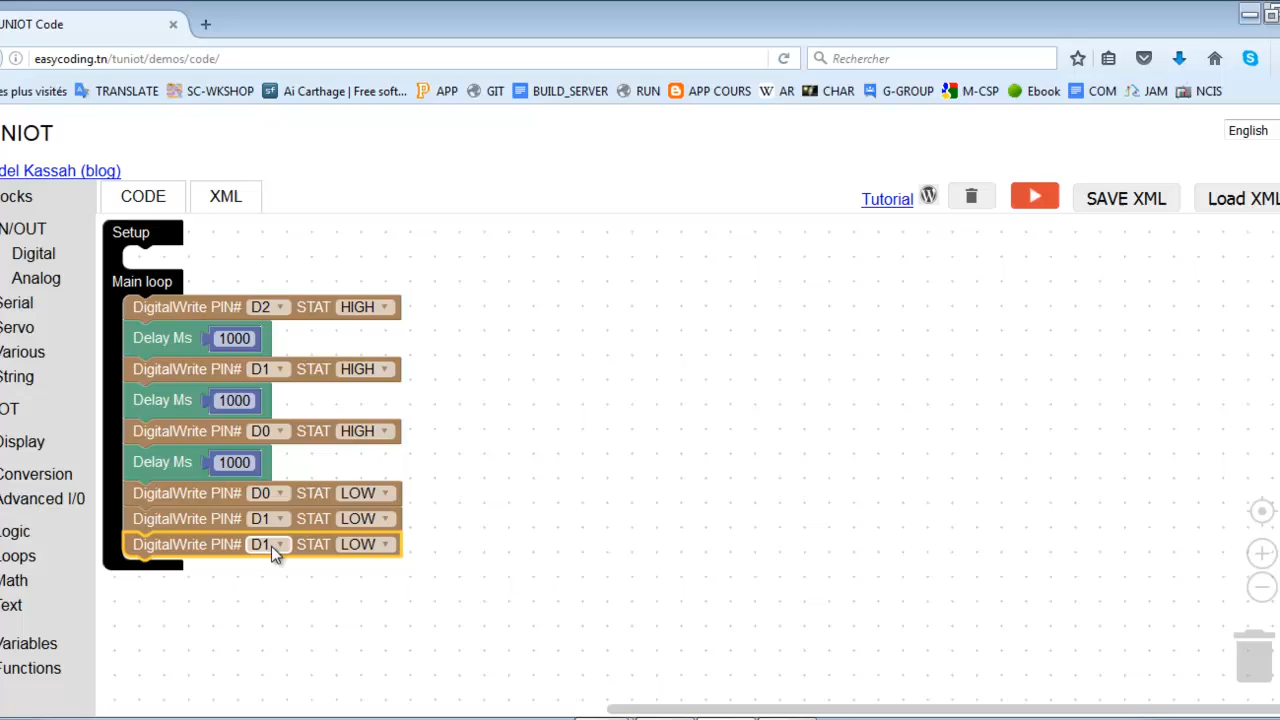 UNIOT Code
easycoding.tn/tuniot/demos/code/
Rechercher
es plus visités TRANSLATE SC-WKSHOP Ai Carthage | Free soft... APP GIT BUILD_SERVER RUN APP COURS AR CHAR G-GROUP M-CSP Ebook COM JAM NCIS
NIOT
English
del Kassah (blog)
CODE XML Tutorial SAVE XML Load XML
ocks
N/OUT
Digital
Analog
Serial
Servo
Various
String
OT
Display
Conversion
Advanced I/0
Logic
Loops
Math
Text
Variables
Functions
Setup
Main loop
DigitalWrite PIN# D2 STAT HIGH
Delay Ms 1000
DigitalWrite PIN# D1 STAT HIGH
Delay Ms 1000
DigitalWrite PIN# D0 STAT HIGH
Delay Ms 1000
DigitalWrite PIN# D0 STAT LOW
DigitalWrite PIN# D1 STAT LOW
DigitalWrite PIN# D1 STAT LOW